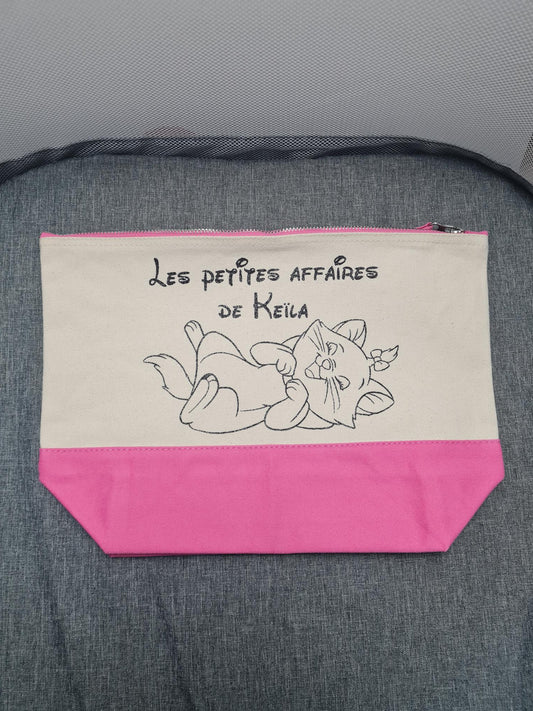 Les petites affaires
de Keïla